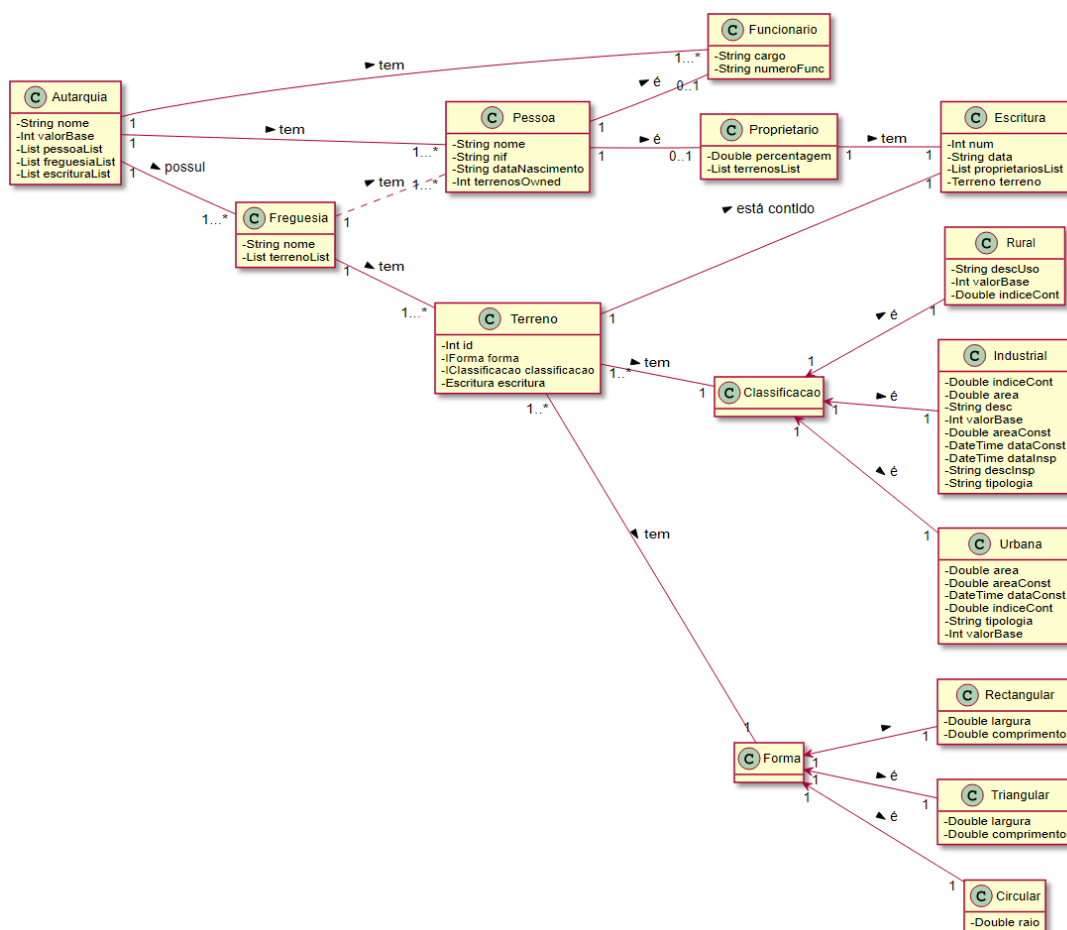 C Funcionario
-String cargo
-String numeroFunc
1...*
tem
é
0..1
C Autarquia
-String nome
-Int valorBase
-List pessoaList
-List freguesiaList
-List escrituraList
1
1
1
tem
possui
1...*
C Pessoa
-String nome
-String nif
-String dataNascimento
-Int terrenosOwned
1...*
tem
1...*
1
1
é
0..1
C Proprietario
-Double percentagem
-List terrenosList
1
tem
1
C Escritura
-Int num
-String data
-List proprietariosList
-Terreno terreno
1
C Freguesia
-String nome
-List terrenoList
1
1
tem
1...*
está contido
C Rural
-String descUso
-Int valorBase
-Double indiceCont
1
é
1
C Terreno
-Int id
-IForma forma
-IClassificacao classificacao
-Escritura escritura
1
1..*
tem
1
1..*
C Classificacao
1
é
1
C Industrial
-Double indiceCont
-Double area
-String desc
-Int valorBase
-Double areaConst
-DateTime dataConst
-DateTime dataInsp
-String descInsp
-String tipologia
1
é
1
C Urbana
-Double area
-Double areaConst
-DateTime dataConst
-Double indiceCont
-String tipologia
-Int valorBase
tem
1
C Forma
1
1
1
C Rectangular
-Double largura
-Double comprimento
1
é
C Triangular
-Double largura
-Double comprimento
1
é
1
C Circular
-Double raio